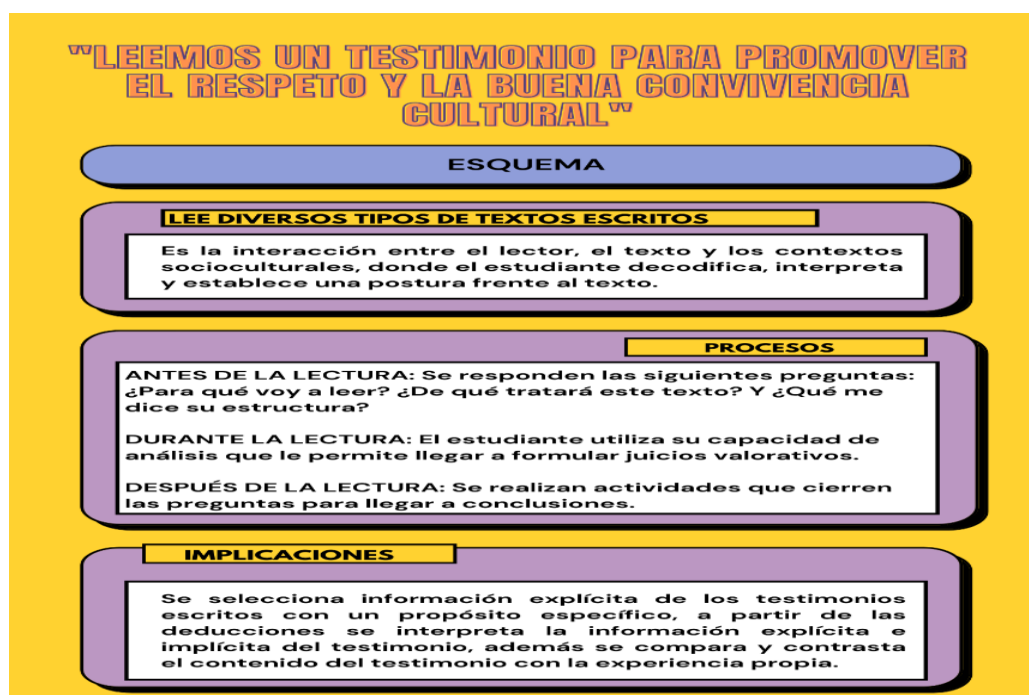 "LEEMOS UN TESTIMONIO PARA PROMOVER
EL RESPETO Y LA BUENA CONVIVENCIA
CULTURAL"
ESQUEMA
LEE DIVERSOS TIPOS DE TEXTOS ESCRITOS
Es la interacción entre el lector, el texto y los contextos
socioculturales, donde el estudiante decodifica, interpreta
y establece una postura frente al texto.
PROCESOS
ANTES DE LA LECTURA: Se responden las siguientes preguntas:
¿Para qué voy a leer? ¿De qué tratará este texto? Y ¿Qué me
dice su estructura?
DURANTE LA LECTURA: El estudiante utiliza su capacidad de
análisis que le permite llegar a formular juicios valorativos.
DESPUÉS DE LA LECTURA: Se realizan actividades que cierren
las preguntas para llegar a conclusiones.
IMPLICACIONES
Se selecciona información explícita de los testimonios
escritos con un propósito específico, a partir de las
deducciones se interpreta la información explícita e
implícita del testimonio, además se compara y contrasta
el contenido del testimonio con la experiencia propia.